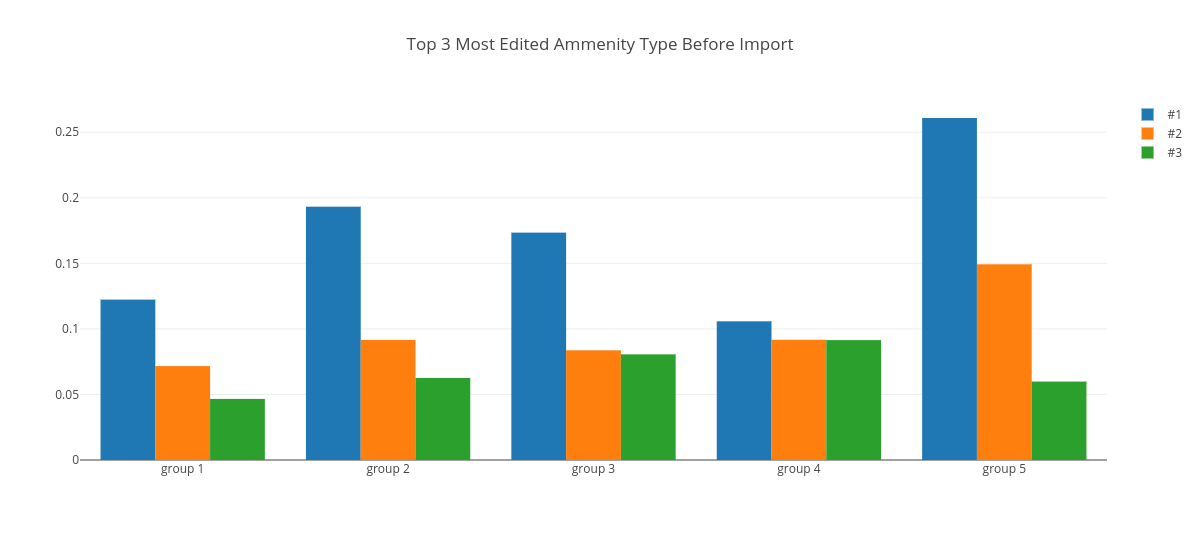 Top 3 Most Edited Ammenity Type Before Import
#1
#2
#3
0.25
0.2
0.15
0.1
0.05
0
group 1
group 2
group 3
group 4
group 5